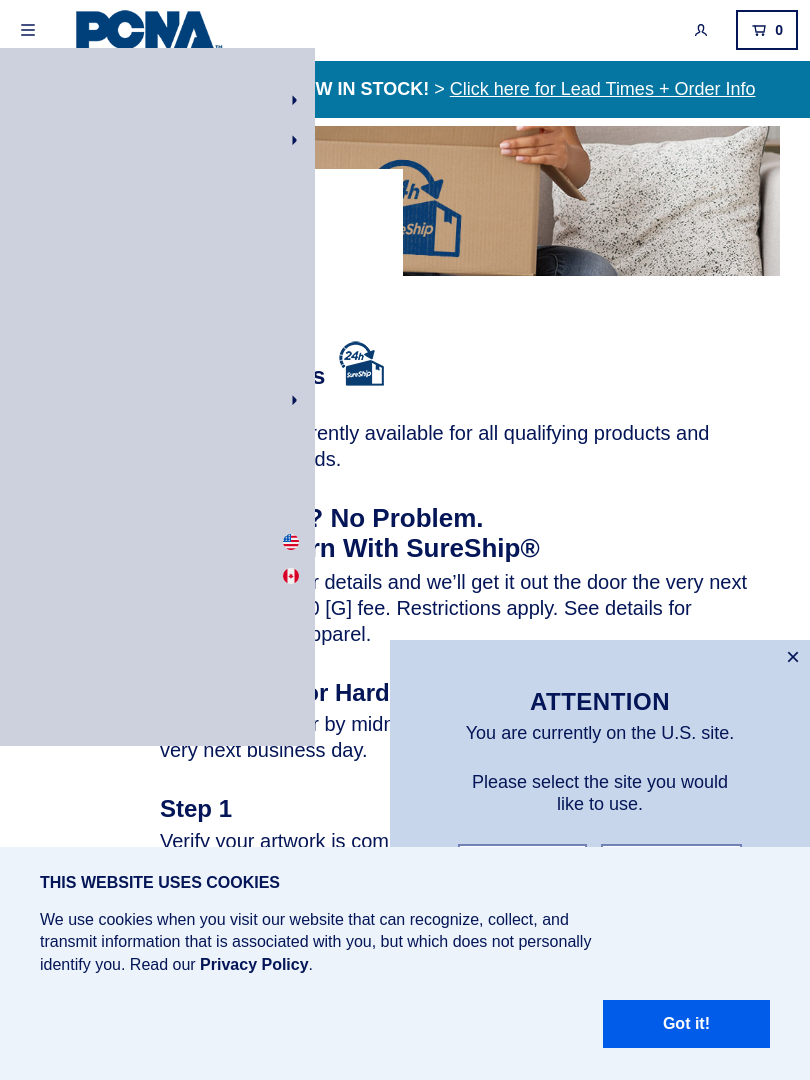 PCNA™
0
W IN STOCK! > Click here for Lead Times + Order Info
24h
SureShip
s
24h
SureShip
rently available for all qualifying products and
ds.
? No Problem.
rn With SureShip®
r details and we’ll get it out the door the very next
0 [G] fee. Restrictions apply. See details for
pparel.
or Hard
r by midn
very next business day.
Step 1
Verify your artwork is com
×
ATTENTION
You are currently on the U.S. site.
Please select the site you would
like to use.
THIS WEBSITE USES COOKIES
We use cookies when you visit our website that can recognize, collect, and
transmit information that is associated with you, but which does not personally
identify you. Read our Privacy Policy.
Got it!